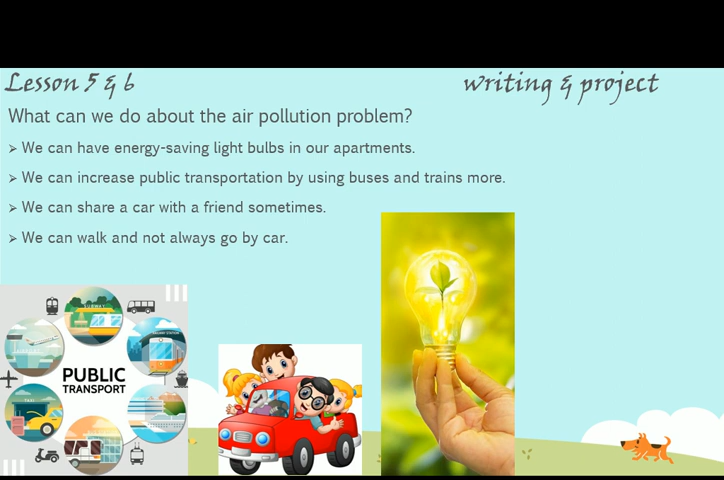 Lesson 5 & 6
writing & project
What can we do about the air pollution problem?
➢ We can have energy-saving light bulbs in our apartments.
➢ We can increase public transportation by using buses and trains more.
➢ We can share a car with a friend sometimes.
➢ We can walk and not always go by car.
PUBLIC
TRANSPORT
TAXI